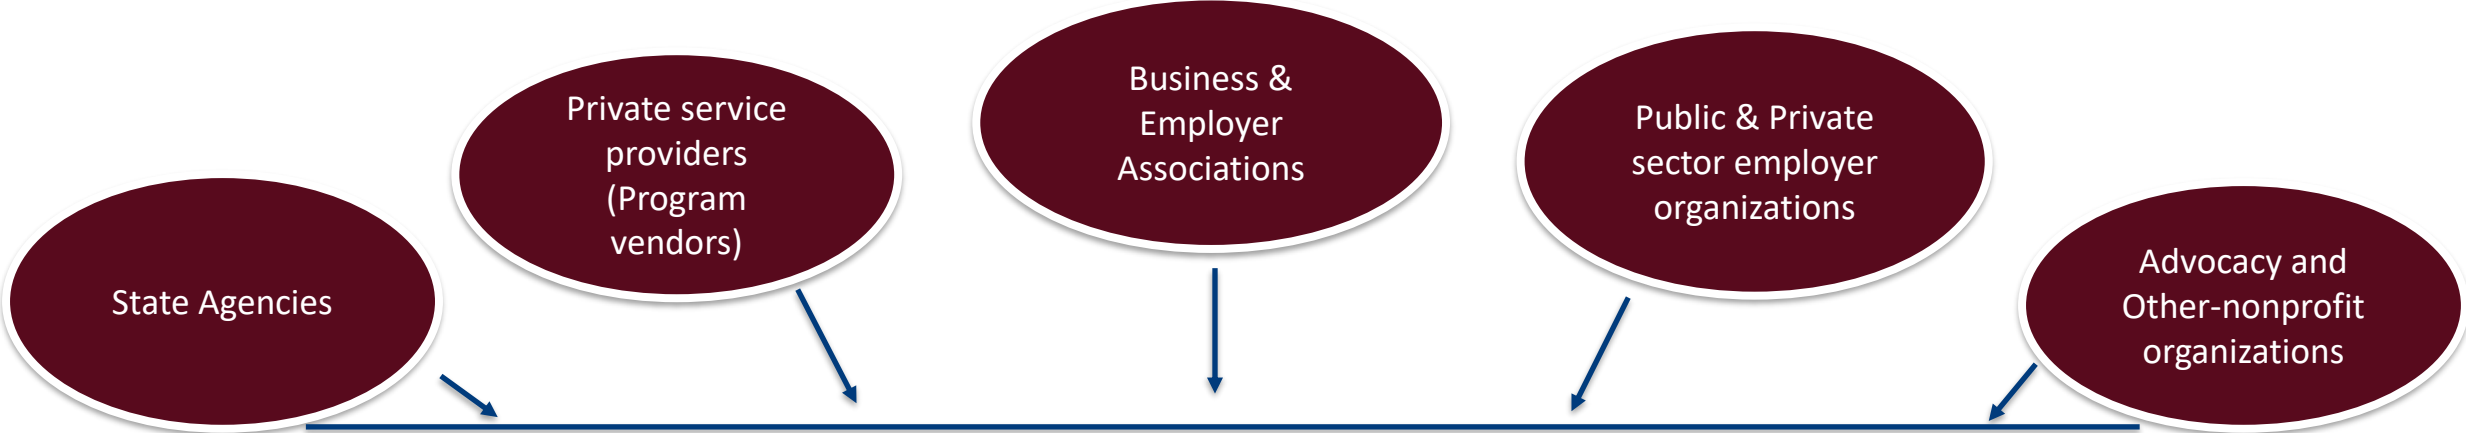 State Agencies
Private service
providers
(Program
vendors)
Business &
Employer
Associations
Public & Private
sector employer
organizations
Advocacy and
Other-nonprofit
organizations